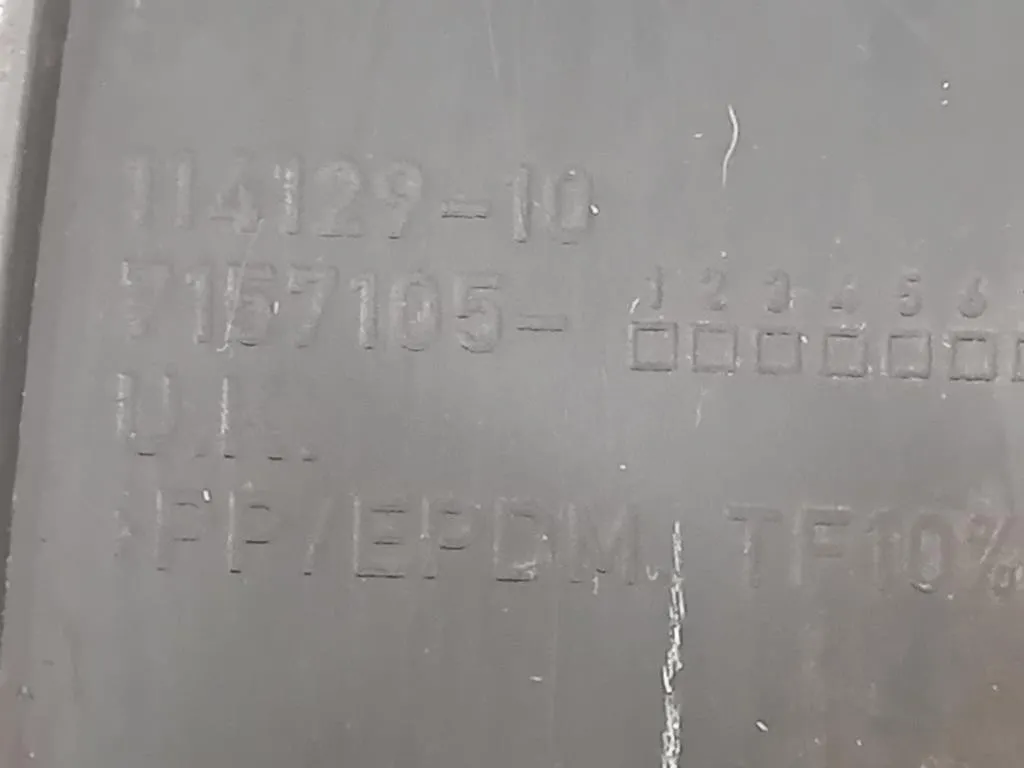 114129-10
7157105- 1 2 3 4 5 6
U.K.
>PP/EPDM, TF10%